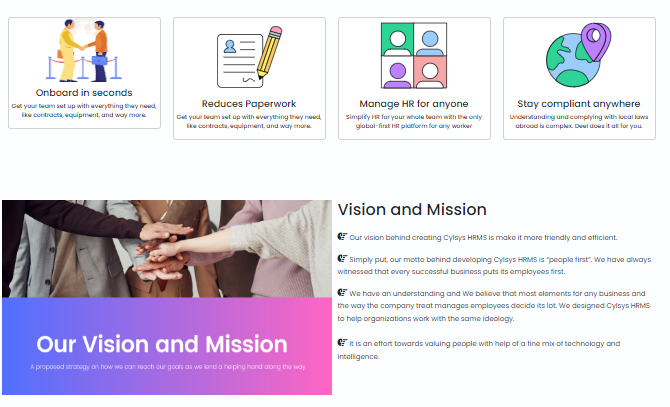 Onboard in seconds
Get your team set up with everything they need,
like contracts, equipment, and way more.
Reduces Paperwork
Get your team set up with everything they need,
like contracts, equipment, and way more.
Manage HR for anyone
Simplify HR for your whole team with the only
global-first HR platform for any worker
Stay compliant anywhere
Understanding and complying with local laws
abroad is complex. Deel does it all for you.
Our Vision and Mission
A proposed strategy on how we can reach our goals as we lend a helping hand along the way.
Vision and Mission
Our vision behind creating Cylsys HRMS is make it more friendly and efficient.
Simply put, our motto behind developing Cylsys HRMS is "people first". We have always
witnessed that every successful business puts its employees first.
We have an understanding and We believe that most elements for any business and
the way the company treat manages employees decide its lot. We designed Cylsys HRMS
to help organizations work with the same ideology.
It is an effort towards valuing people with help of a fine mix of technology and
intelligence.